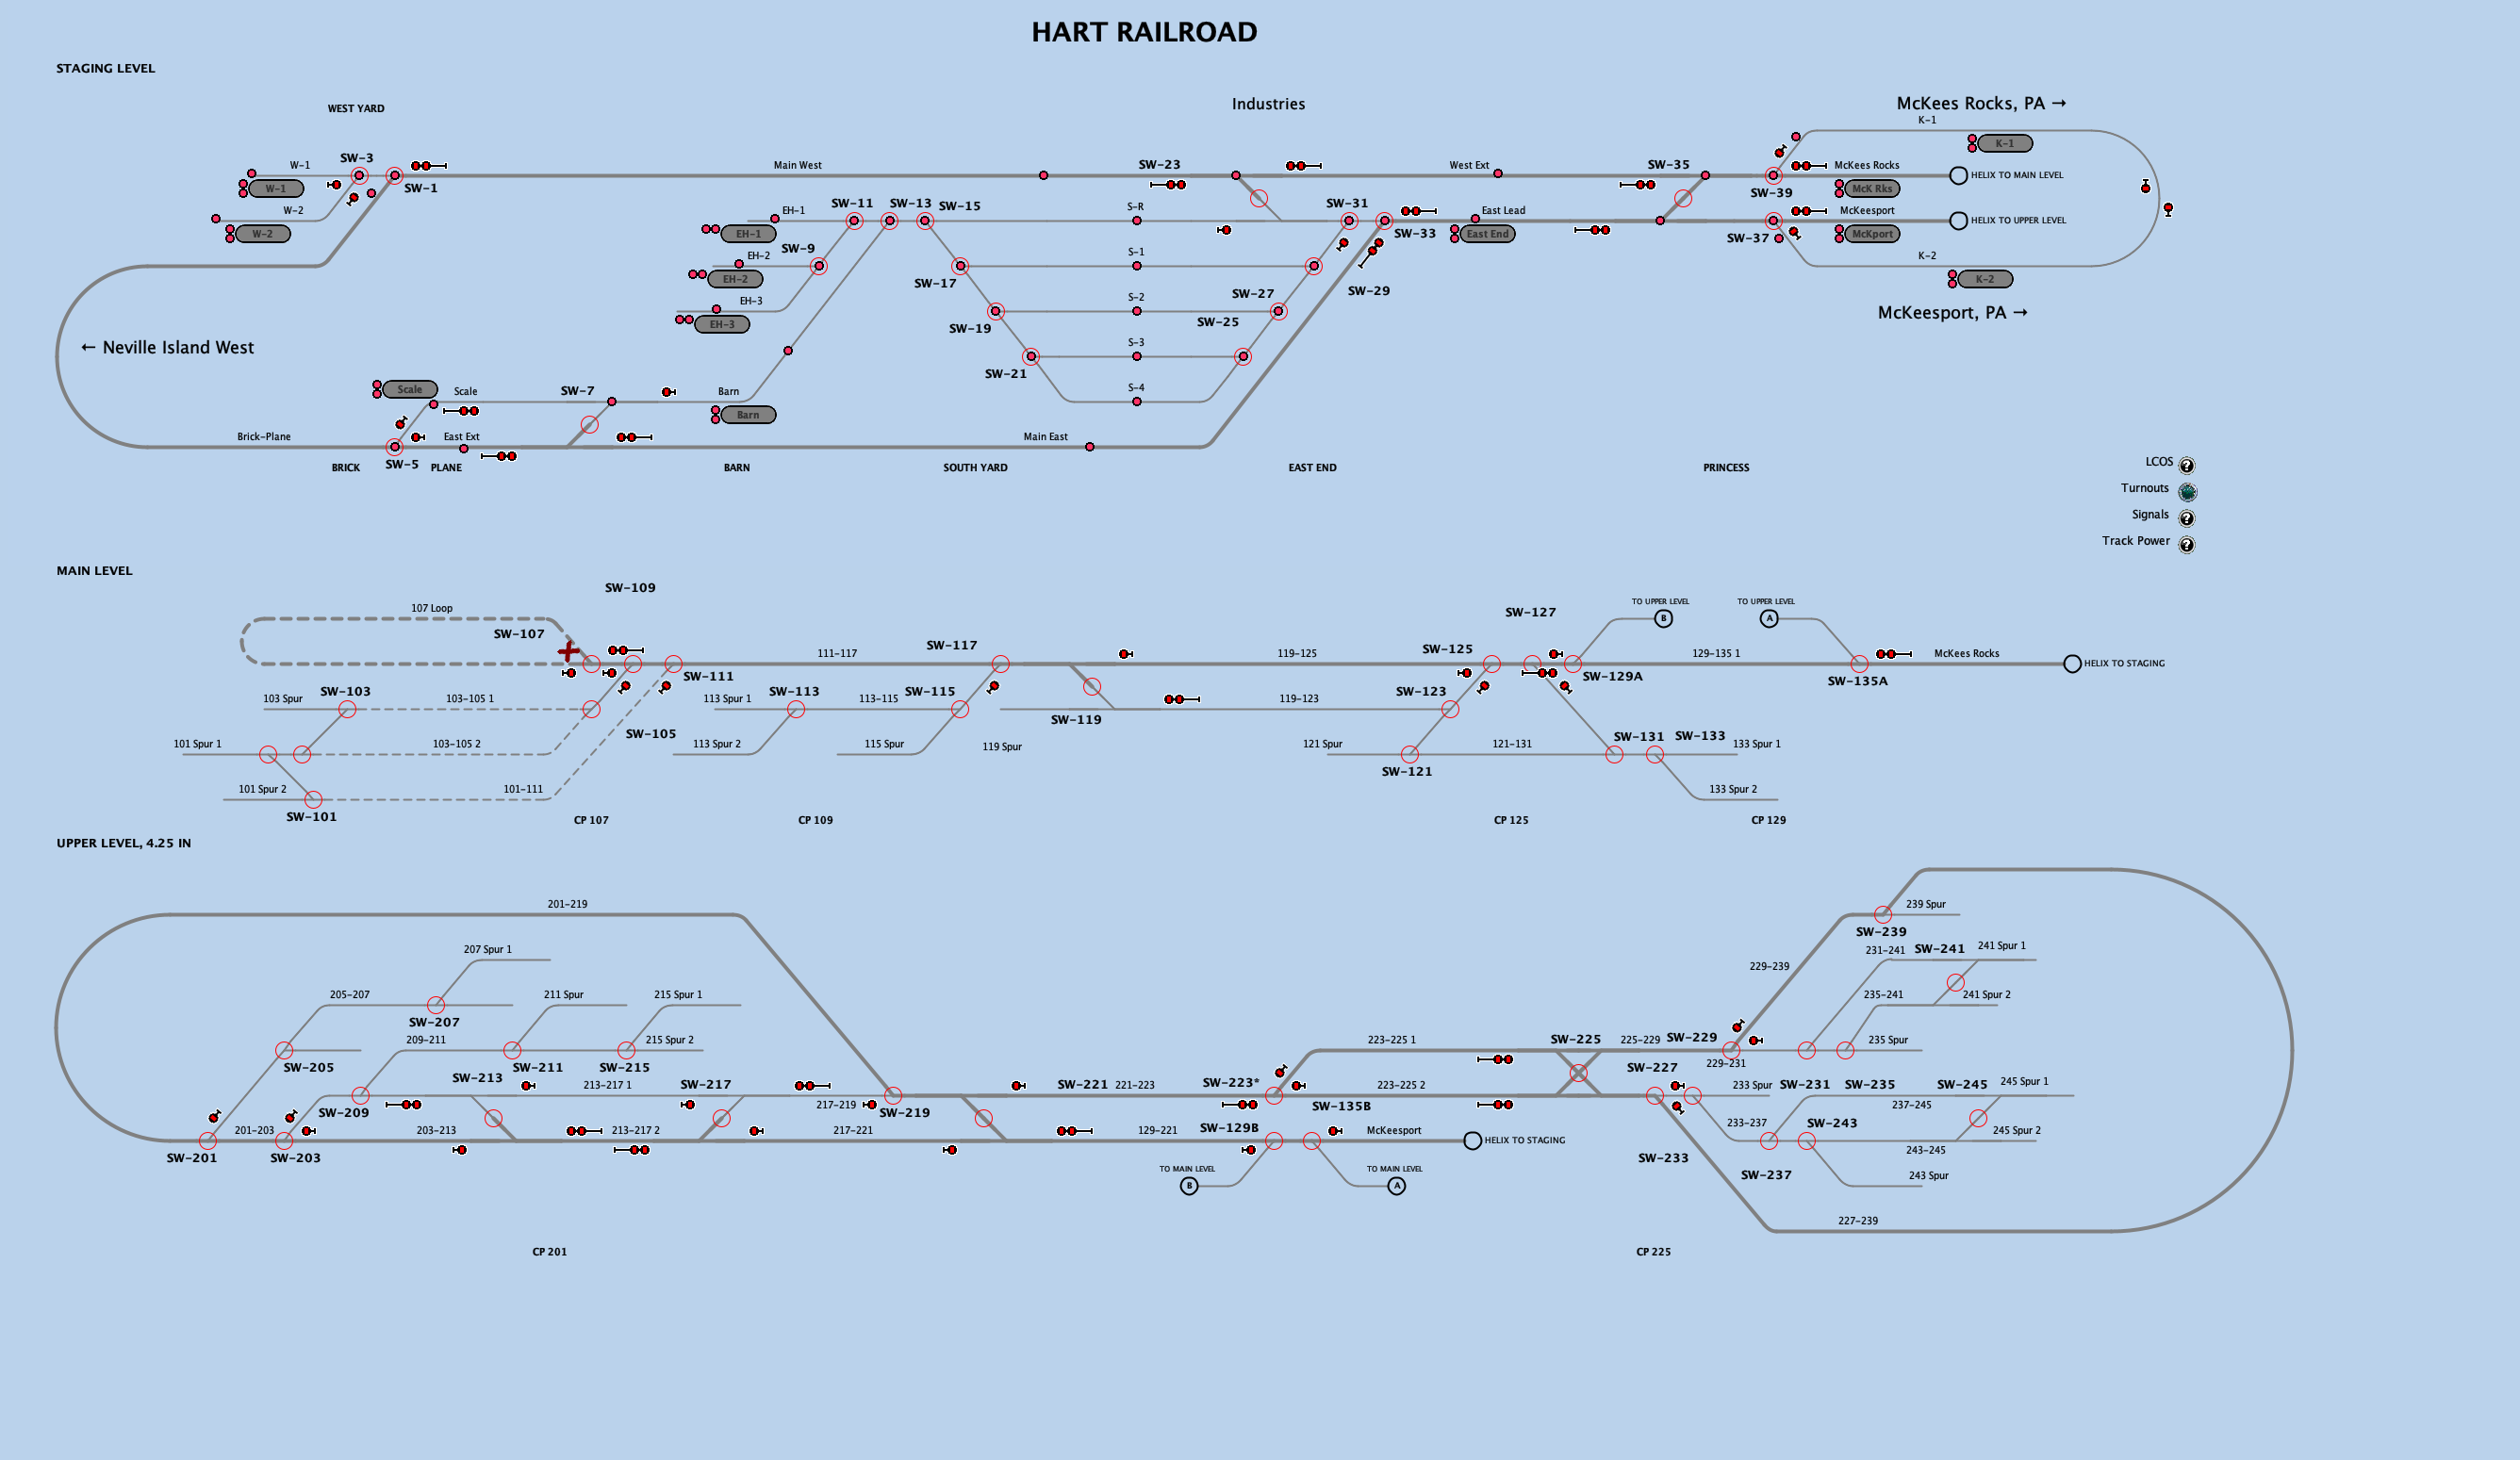 HART RAILROAD
STAGING LEVEL
WEST YARD
Industries
McKees Rocks, PA →
K-1
K-1
W-1
SW-3
Main West
SW-23
West Ext
SW-35
McKees Rocks
HELIX TO MAIN LEVEL
W-1
SW-1
SW-39
McK Rks
W-2
EH-1
SW-11
SW-13
SW-15
S-R
SW-31
East Lead
McKeesport
HELIX TO UPPER LEVEL
W-2
EH-1
SW-33
East End
SW-37
McKport
SW-9
EH-2
S-1
K-2
EH-2
SW-17
SW-27
SW-29
K-2
EH-3
S-2
EH-3
SW-19
SW-25
McKeesport, PA →
← Neville Island West
S-3
SW-21
Scale
Scale
SW-7
Barn
S-4
Barn
Brick-Plane
East Ext
Main East
BRICK
SW-5
PLANE
BARN
SOUTH YARD
EAST END
PRINCESS
LCOS
?
Turnouts
Signals
?
Track Power
?
MAIN LEVEL
SW-109
107 Loop
SW-107
SW-127
TO UPPER LEVEL
B
TO UPPER LEVEL
A
111-117
SW-117
119-125
SW-125
129-135 1
McKees Rocks
HELIX TO STAGING
SW-111
SW-129A
SW-135A
103 Spur
SW-103
103-105 1
113 Spur 1
SW-113
113-115
SW-115
119-123
SW-123
SW-119
SW-105
101 Spur 1
103-105 2
113 Spur 2
115 Spur
119 Spur
121 Spur
121-131
SW-131
SW-133
133 Spur 1
SW-121
101 Spur 2
101-111
133 Spur 2
SW-101
CP 107
CP 109
CP 125
CP 129
UPPER LEVEL, 4.25 IN
201-219
239 Spur
SW-239
207 Spur 1
231-241
SW-241
241 Spur 1
229-239
205-207
211 Spur
215 Spur 1
235-241
241 Spur 2
SW-207
209-211
215 Spur 2
223-225 1
SW-225
225-229
SW-229
235 Spur
SW-205
SW-211
SW-215
SW-227
229-231
SW-213
213-217 1
SW-217
SW-221
221-223
SW-223*
223-225 2
233 Spur
SW-231
SW-235
SW-245
245 Spur 1
SW-209
217-219
SW-219
SW-135B
237-245
201-203
203-213
213-217 2
217-221
129-221
SW-129B
McKeesport
HELIX TO STAGING
233-237
SW-243
245 Spur 2
SW-201
SW-203
SW-233
243-245
TO MAIN LEVEL
B
TO MAIN LEVEL
A
SW-237
243 Spur
227-239
CP 201
CP 225